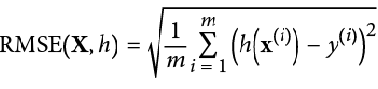 RMSE(X, h) = √(1/m ∑_{i = 1}^{m} (h(x^{(i)}) − y^{(i)})^2)